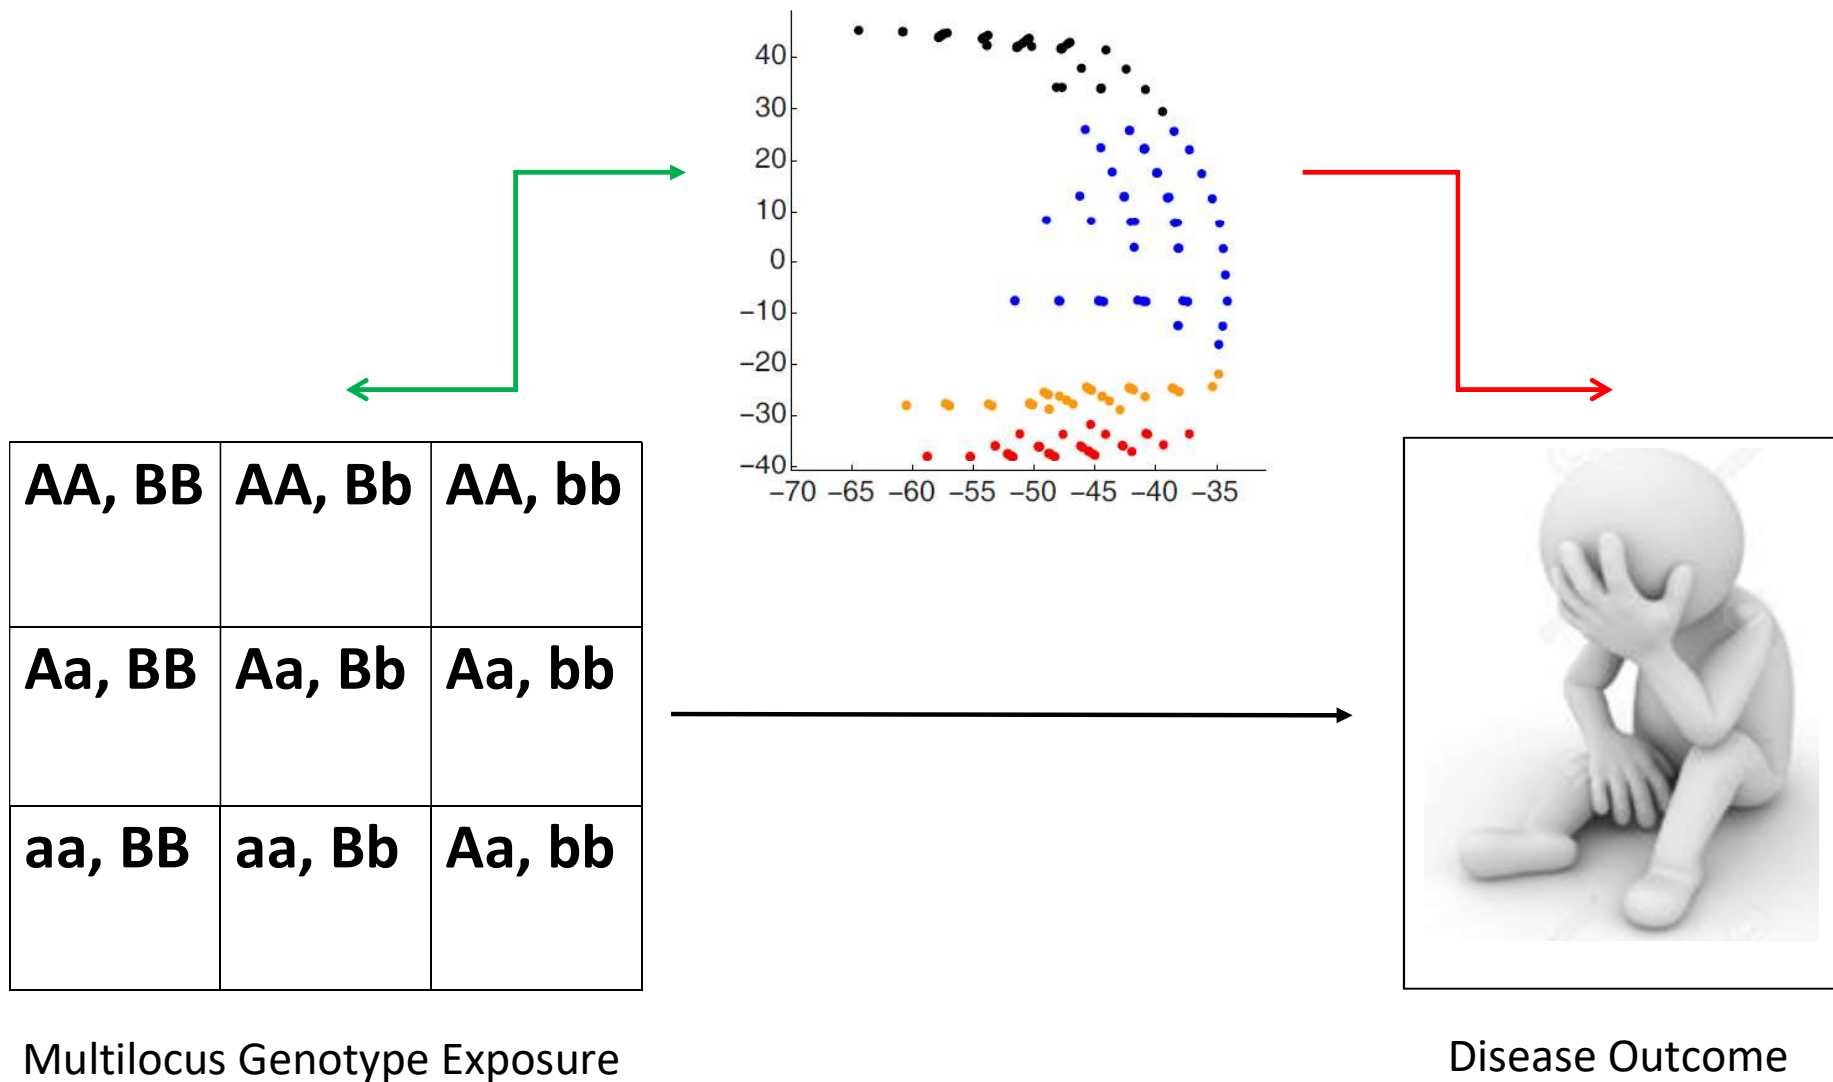 40
30
20
10
0
−10
−20
−30
−40
−70 −65 −60 −55 −50 −45 −40 −35
AA, BB AA, Bb AA, bb
Aa, BB Aa, Bb Aa, bb
aa, BB aa, Bb Aa, bb
Multilocus Genotype Exposure
Disease Outcome